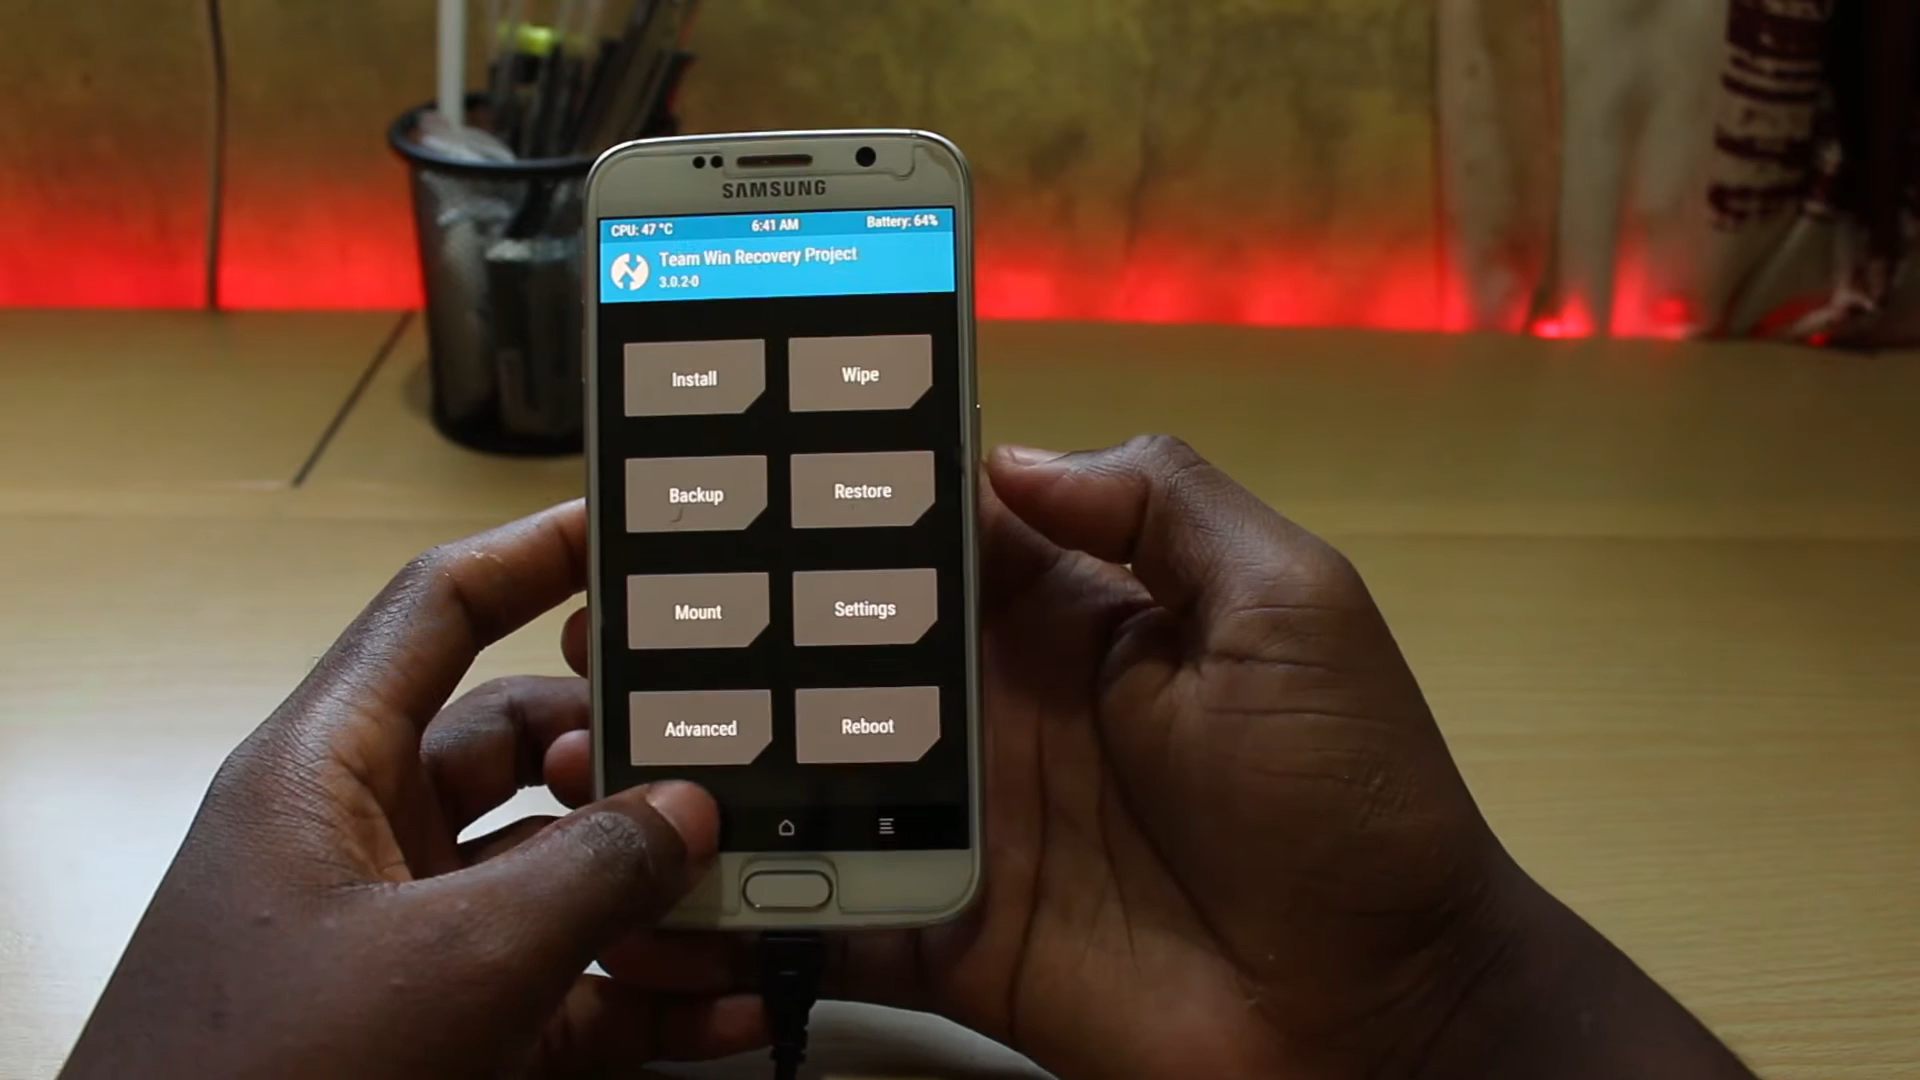 SAMSUNG
CPU: 47 °C 6:41 AM Battery: 64%
Team Win Recovery Project
3.0.2-0
Install Wipe
Backup Restore
Mount Settings
Advanced Reboot